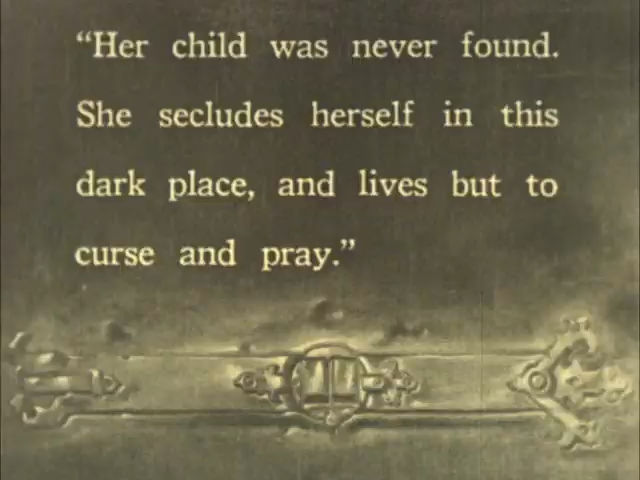 “Her child was never found.
She secludes herself in this
dark place, and lives but to
curse and pray.”